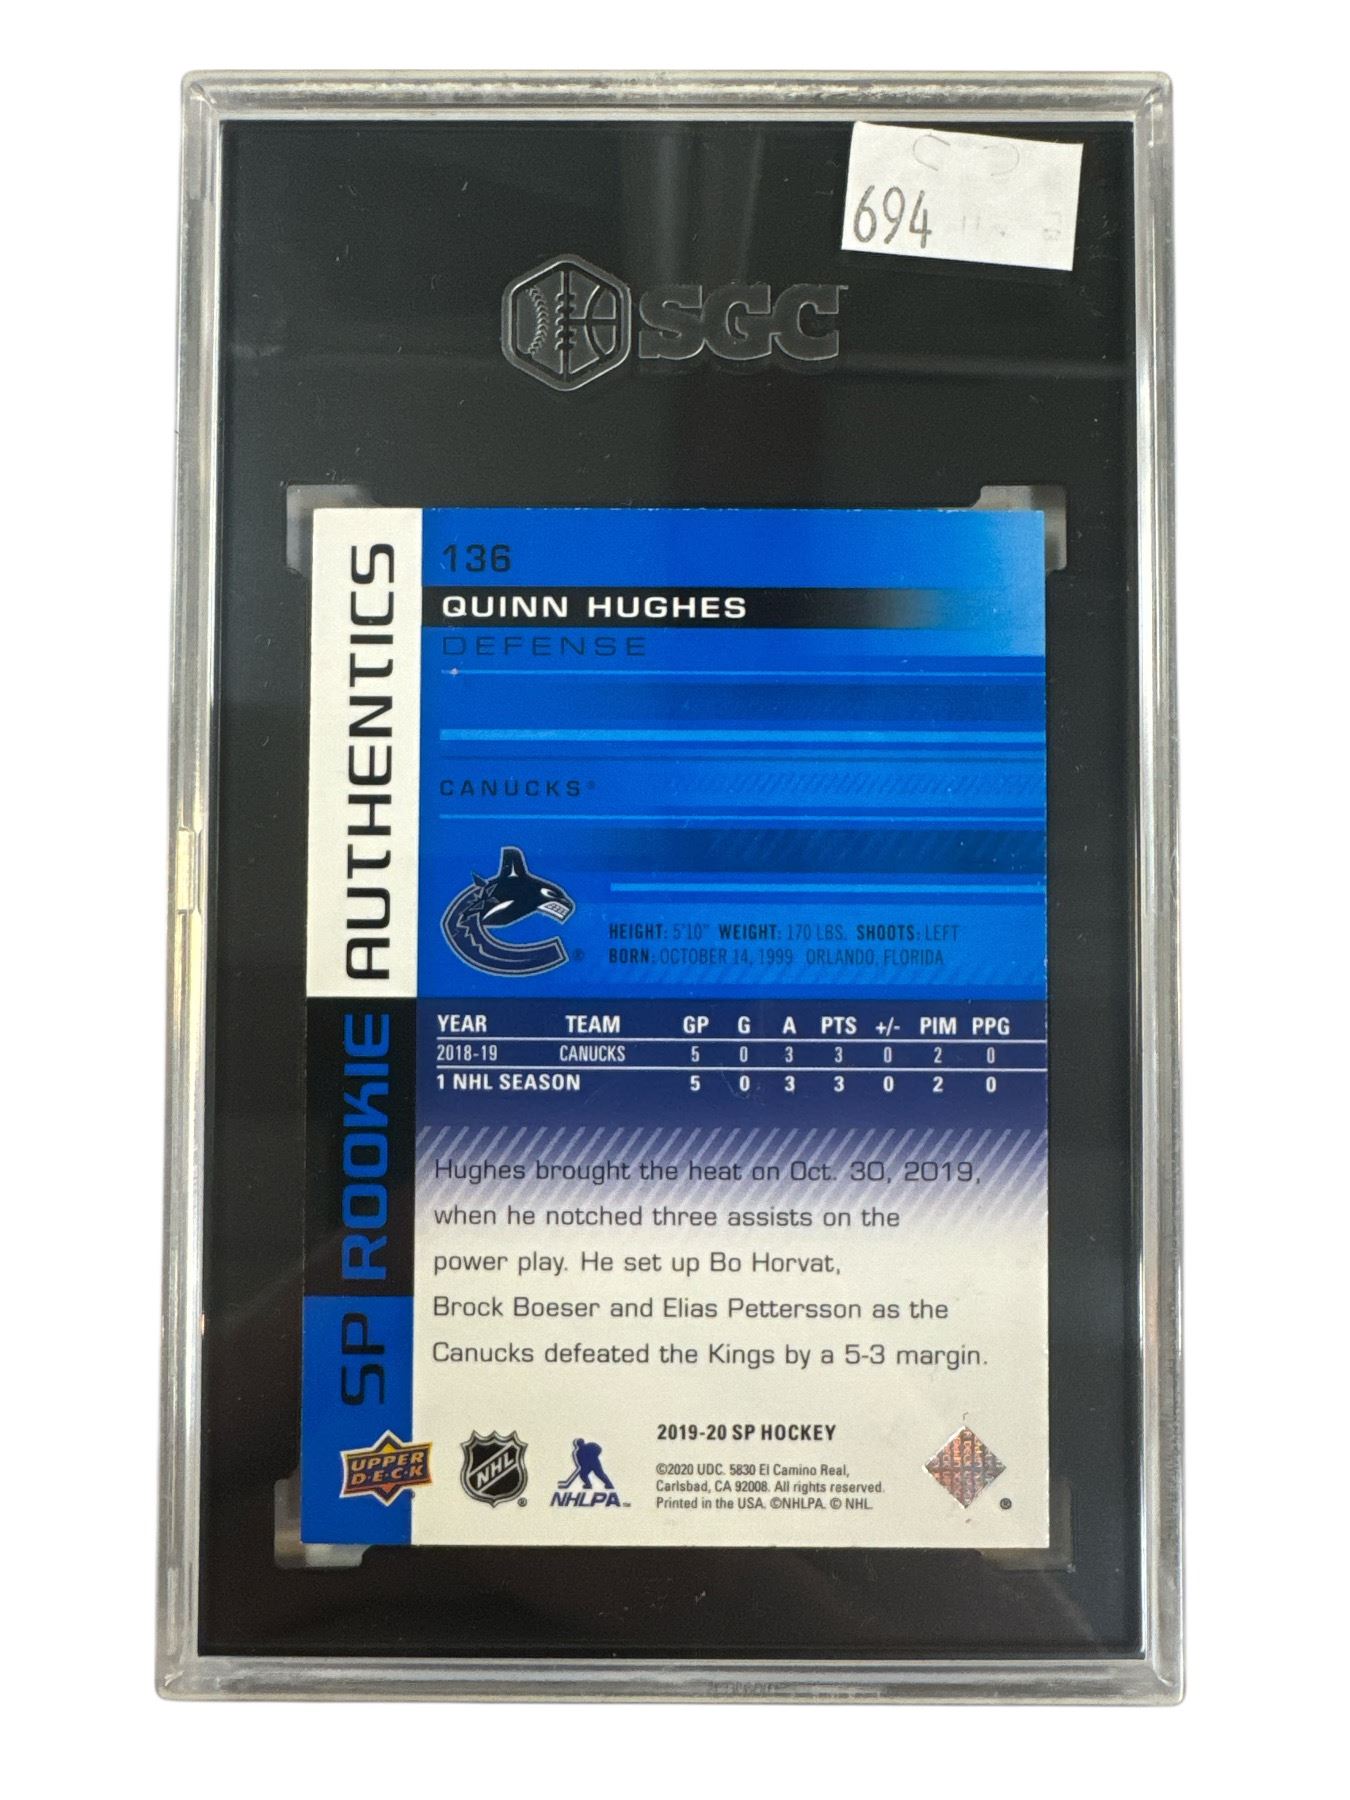 694
SGC
136
QUINN HUGHES
DEFENSE
CANUCKS®
HEIGHT: 5'10" WEIGHT: 170 LBS. SHOOTS: LEFT
BORN: OCTOBER 14, 1999 ORLANDO, FLORIDA
YEAR TEAM GP G A PTS +/- PIM PPG
2018-19 CANUCKS 5 0 3 3 0 2 0
1 NHL SEASON 5 0 3 3 0 2 0
Hughes brought the heat on Oct. 30, 2019,
when he notched three assists on the
power play. He set up Bo Horvat,
Brock Boeser and Elias Pettersson as the
Canucks defeated the Kings by a 5-3 margin.
SP ROOKIE AUTHENTICS
UPPER
D•E•C•K
NHL
NHLPA
2019-20 SP HOCKEY
©2020 UDC. 5830 El Camino Real,
Carlsbad, CA 92008. All rights reserved.
Printed in the USA. ©NHLPA. © NHL.